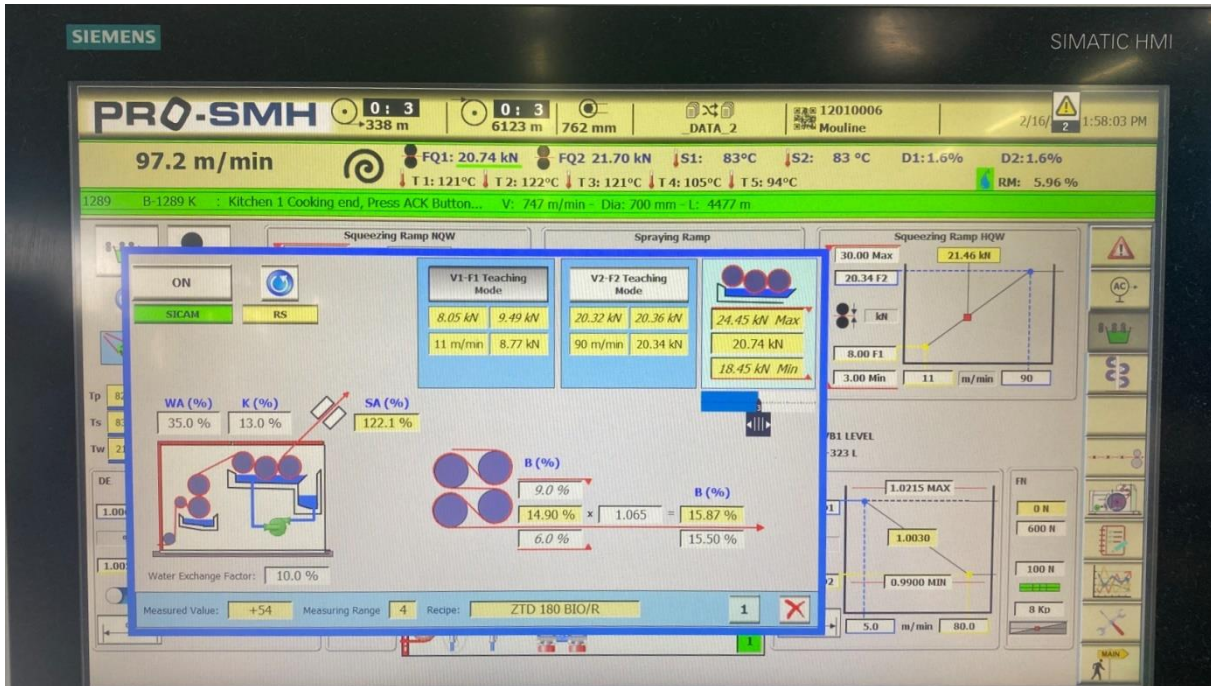 SIEMENS
SIMATIC HMI
PRO-SMH
0 : 3
338 m
0 : 3
6123 m
762 mm
_DATA_2
12010006
Mouline
2/16/
2
1:58:03 PM
97.2 m/min
FQ1: 20.74 kN
FQ2 21.70 kN
S1: 83°C
S2: 83 °C
D1:1.6%
D2:1.6%
T1: 121°C
T2: 122°C
T3: 121°C
T4: 105°C
T5: 94°C
RM: 5.96 %
1289 B-1289 K : Kitchen 1 Cooking end, Press ACK Button... V: 747 m/min - Dia: 700 mm - L: 4477 m
Squeezing Ramp NQW
Spraying Ramp
Squeezing Ramp HQW
ON
SICAM
RS
V1-F1 Teaching
Mode
8.05 kN 9.49 kN
11 m/min 8.77 kN
V2-F2 Teaching
Mode
20.32 kN 20.36 kN
90 m/min 20.34 kN
24.45 kN Max
20.74 kN
18.45 kN Min
30.00 Max
21.46 kN
20.34 F2
kN
8.00 F1
3.00 Min
11 m/min 90
AC
Tp
Ts
Tw
WA (%) K (%) SA (%)
35.0 % 13.0 % 122.1 %
B (%)
9.0 %
14.90 % x 1.065 = 15.87 %
6.0 %
B (%)
15.50 %
Water Exchange Factor: 10.0 %
Measured Value: +54 Measuring Range 4 Recipe: ZTD 180 BIO/R 1
DE
VB1 LEVEL
323 L
1.0215 MAX
1.0030
0.9900 MIN
5.0 m/min 80.0
FN
0 N
600 N
100 N
8 Kp
1
MAIN